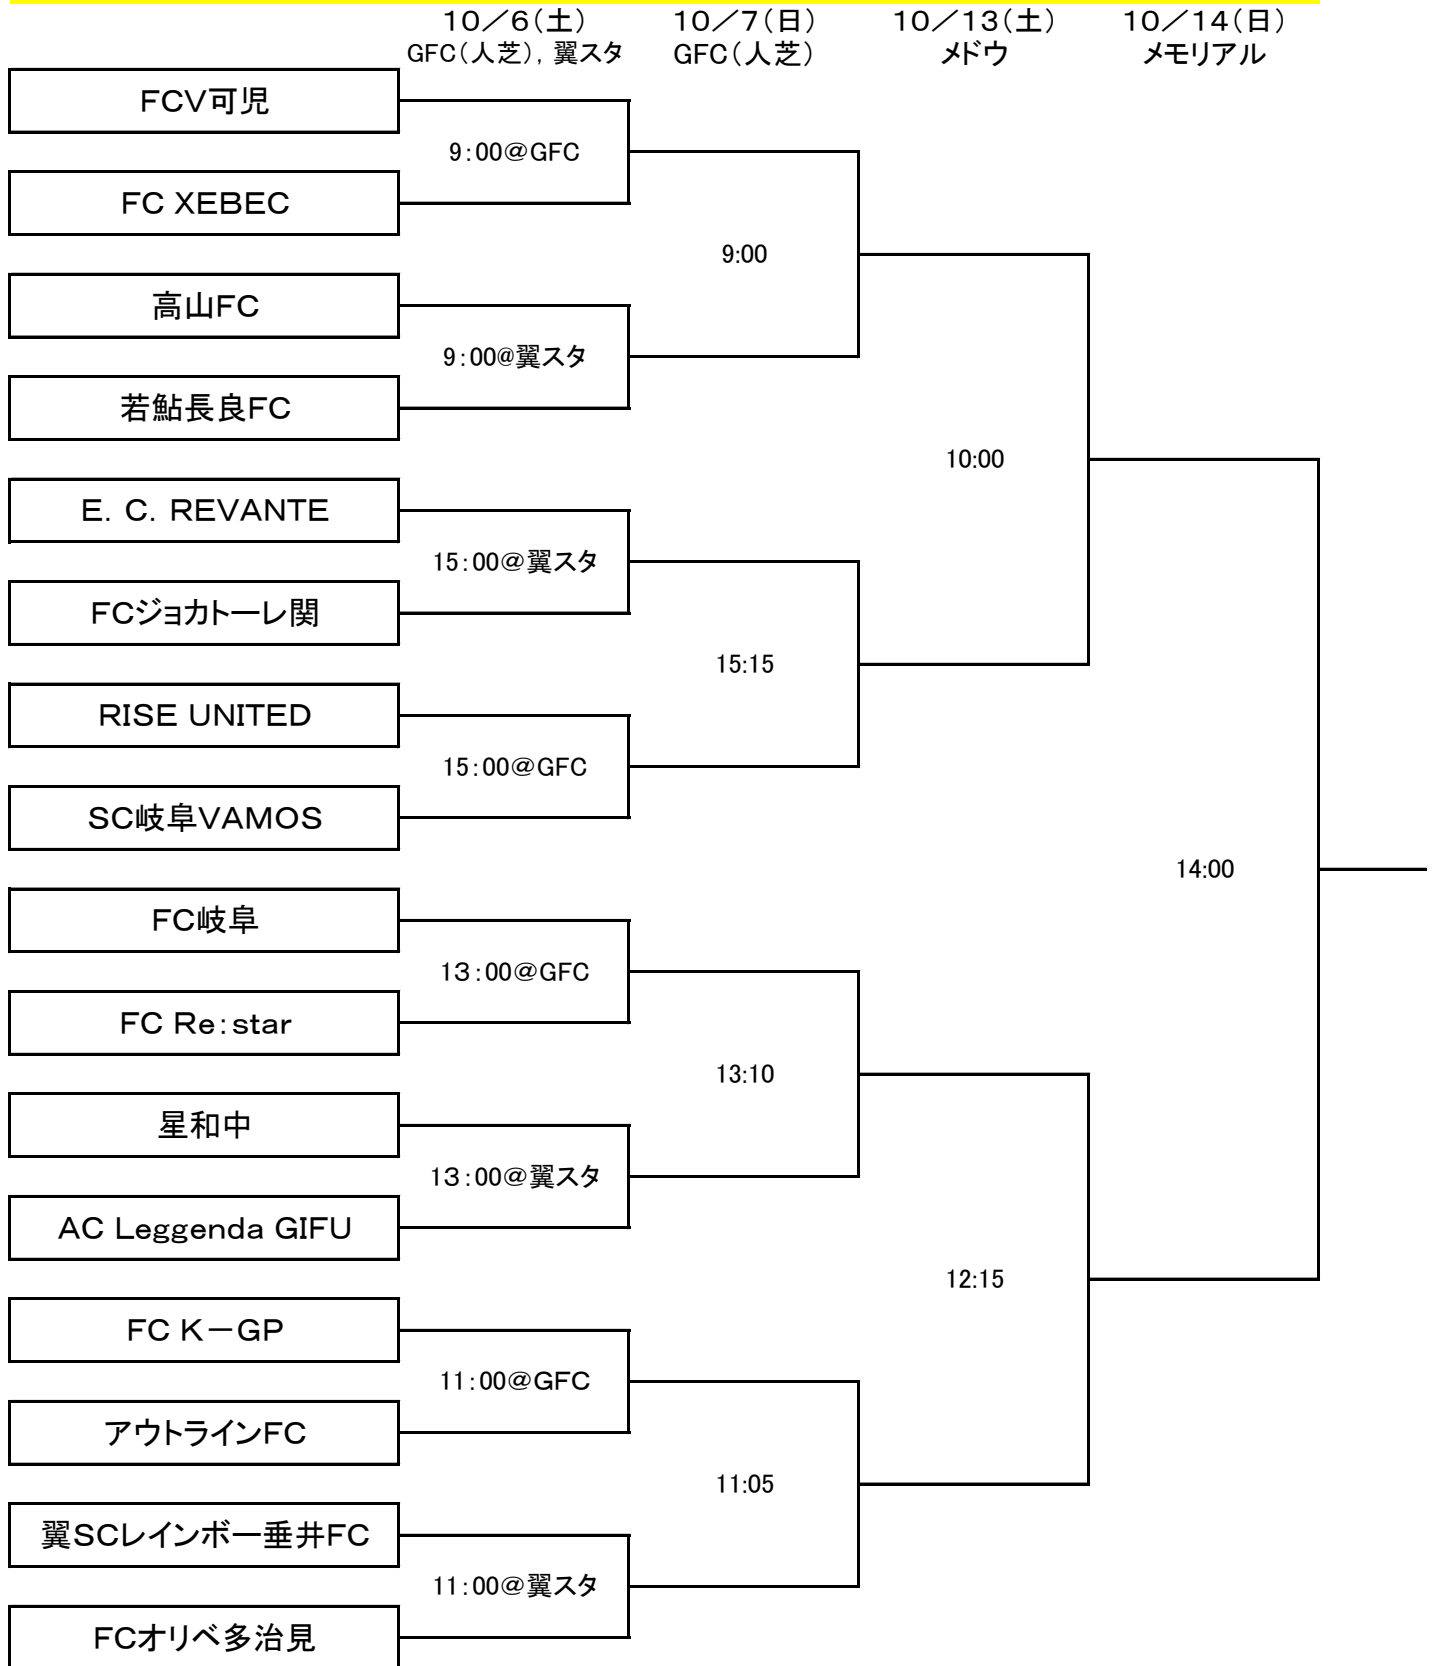 10／6（土） 10／7（日） 10／13（土） 10／14（日）
GFC（人芝）, 翼スタ GFC（人芝） メドウ メモリアル
FCV可児
9：00＠GFC
FC XEBEC
9:00
高山FC
9：00@翼スタ
若鮎長良FC
10:00
E．C．REVANTE
15：00＠翼スタ
FCジョカトーレ関
15:15
RISE UNITED
15：00＠GFC
SC岐阜VAMOS
14:00
FC岐阜
13：00＠GFC
FC Re：star
13:10
星和中
13：00＠翼スタ
AC Leggenda GIFU
12:15
FC K－GP
11：00＠GFC
アウトラインFC
11:05
翼SCレインボー垂井FC
11：00＠翼スタ
FCオリベ多治見